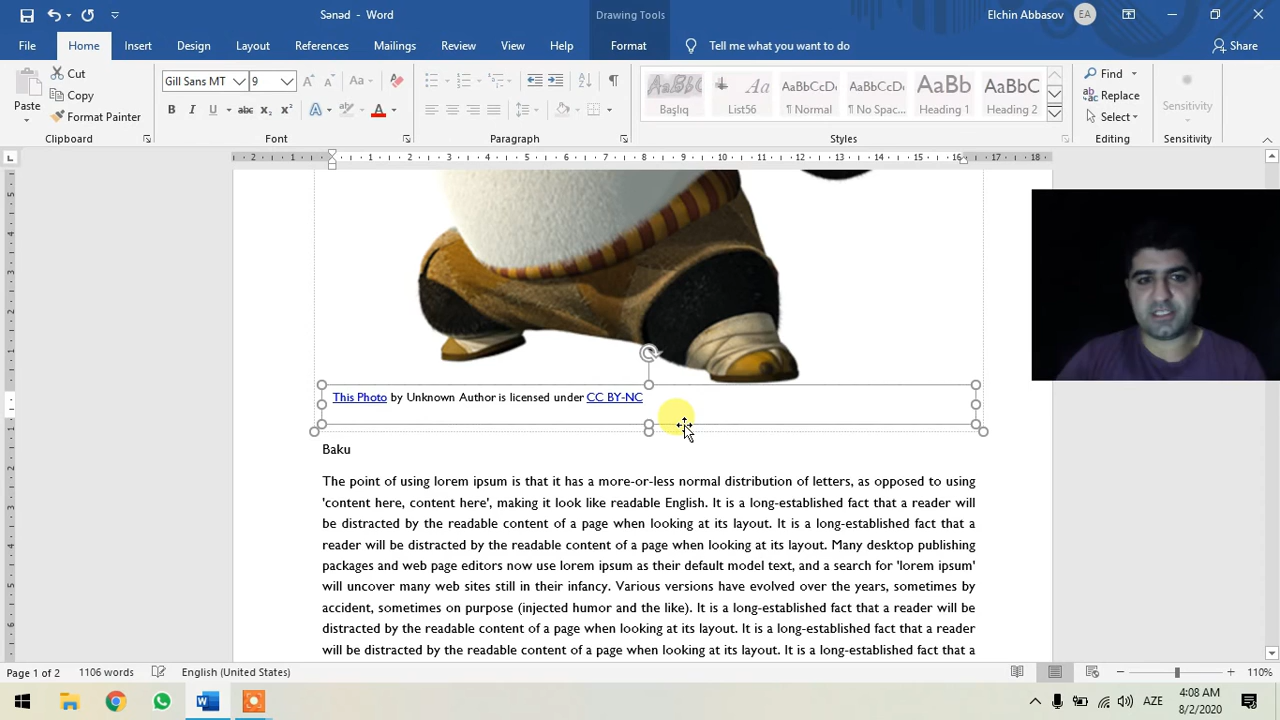 Sənəd - Word
Drawing Tools
Elchin Abbasov
EA
File
Home
Insert
Design
Layout
References
Mailings
Review
View
Help
Format
Tell me what you want to do
Share
Paste
Cut
Copy
Format Painter
Clipboard
Gill Sans MT
9
Font
Paragraph
Başlıq
List56
¶ Normal
¶ No Spac...
Heading 1
Heading 2
Styles
Find
Replace
Select
Editing
Sensitivity
Sensitivity
This Photo by Unknown Author is licensed under CC BY-NC
Baku
The point of using lorem ipsum is that it has a more-or-less normal distribution of letters, as opposed to using
'content here, content here', making it look like readable English. It is a long-established fact that a reader will
be distracted by the readable content of a page when looking at its layout. It is a long-established fact that a
reader will be distracted by the readable content of a page when looking at its layout. Many desktop publishing
packages and web page editors now use lorem ipsum as their default model text, and a search for 'lorem ipsum'
will uncover many web sites still in their infancy. Various versions have evolved over the years, sometimes by
accident, sometimes on purpose (injected humor and the like). It is a long-established fact that a reader will be
distracted by the readable content of a page when looking at its layout. It is a long-established fact that a reader
will be distracted by the readable content of a page when looking at its layout. It is a long-established fact that a
Page 1 of 2
1106 words
English (United States)
110%
AZE
4:08 AM
8/2/2020